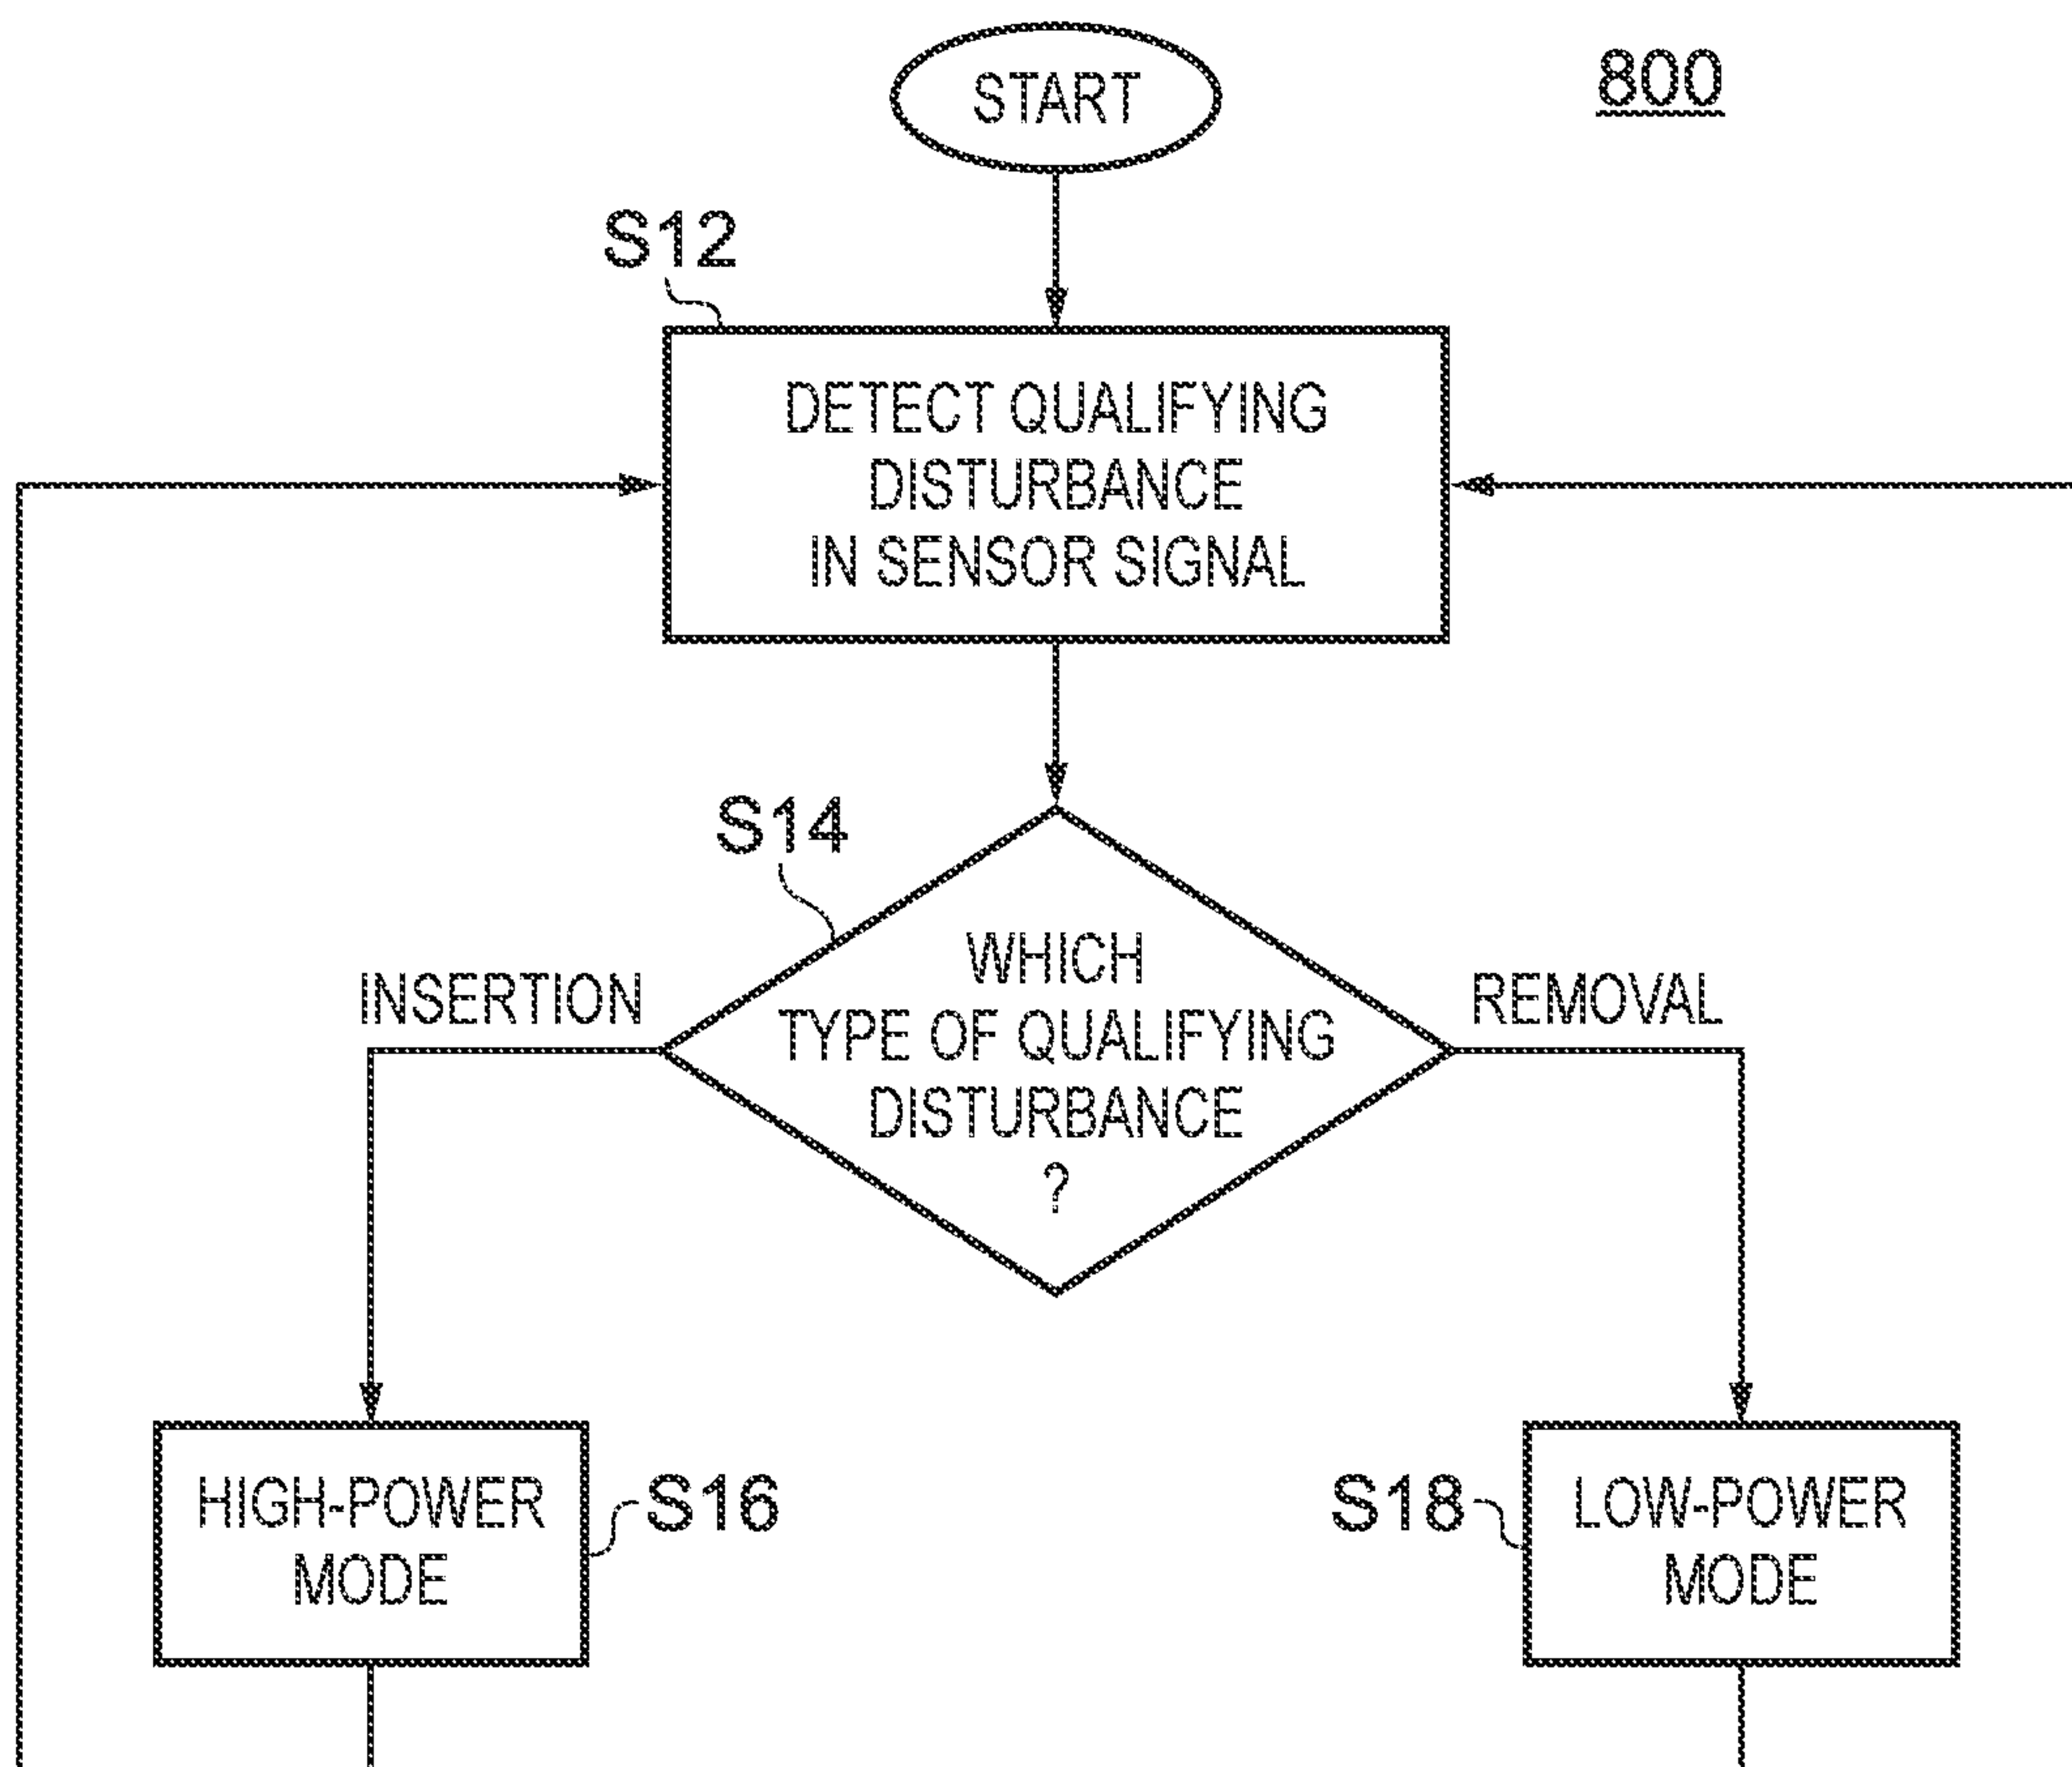 START
800
S12
DETECT QUALIFYING
DISTURBANCE
IN SENSOR SIGNAL
S14
WHICH
TYPE OF QUALIFYING
DISTURBANCE
?
INSERTION
REMOVAL
HIGH-POWER
MODE
S16
S18
LOW-POWER
MODE